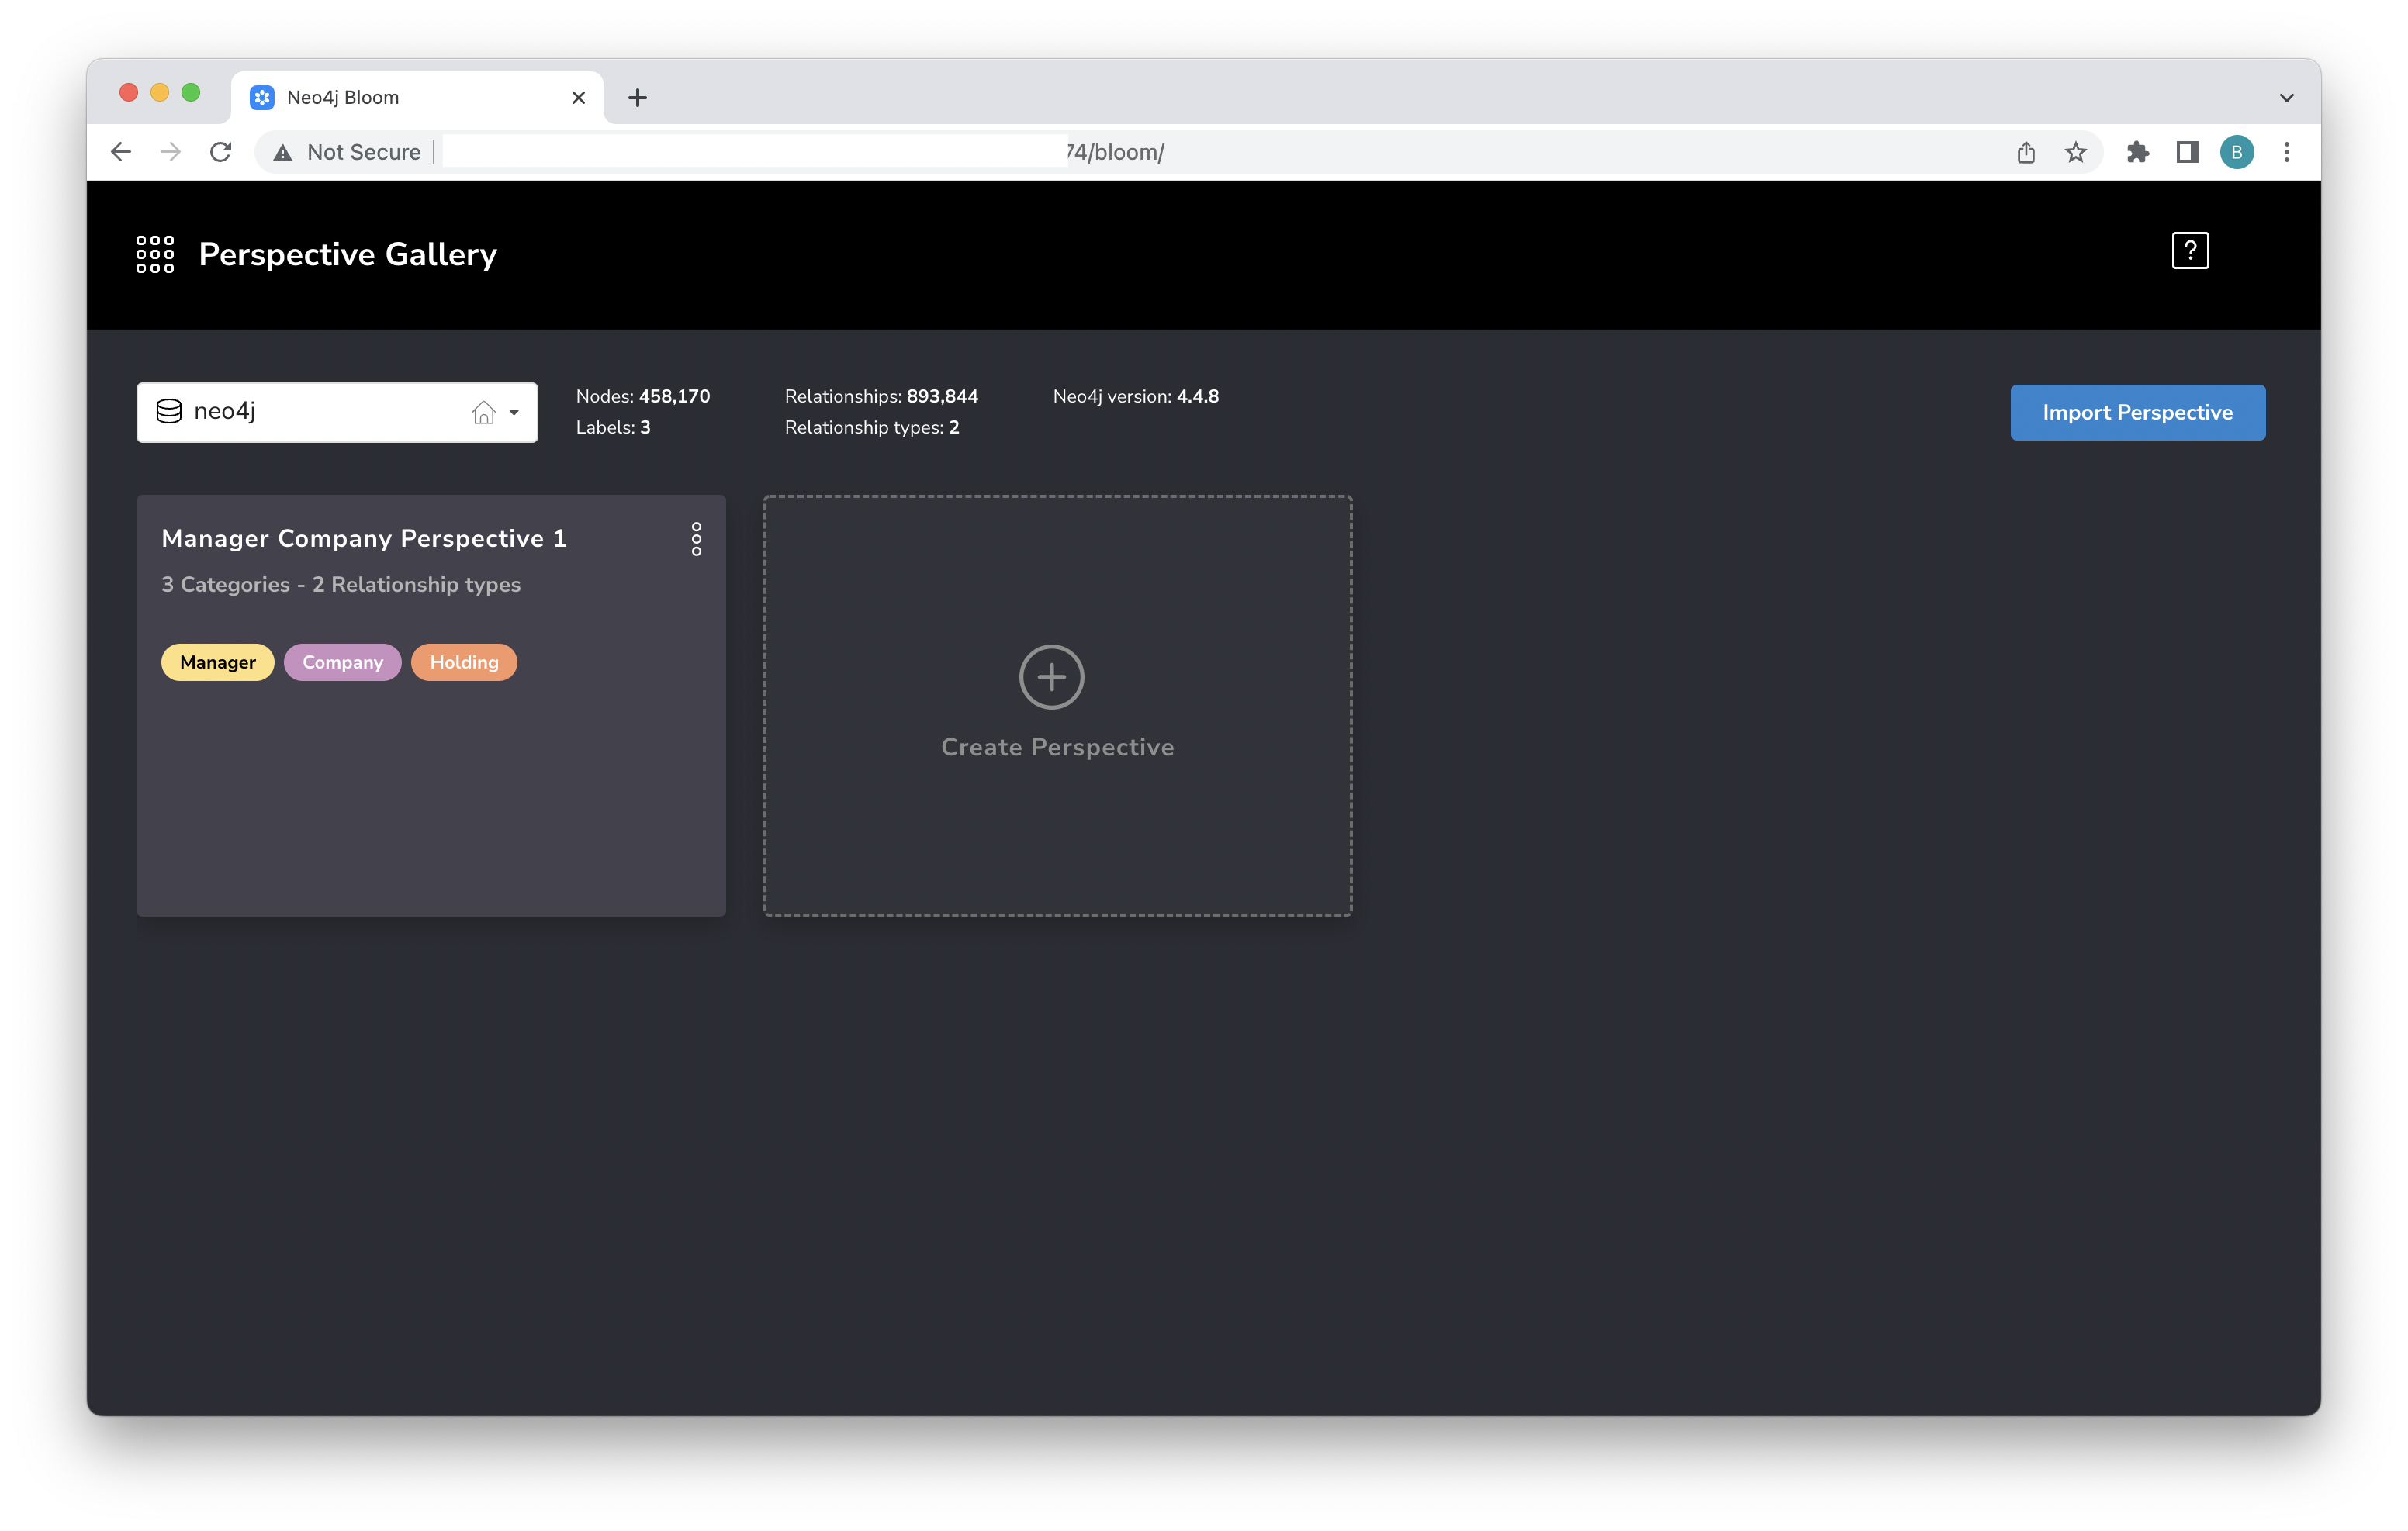 Neo4j Bloom
Not Secure 74/bloom/
B
Perspective Gallery
?
neo4j
Nodes: 458,170
Labels: 3
Relationships: 893,844
Relationship types: 2
Neo4j version: 4.4.8
Import Perspective
Manager Company Perspective 1
3 Categories - 2 Relationship types
Manager Company Holding
Create Perspective